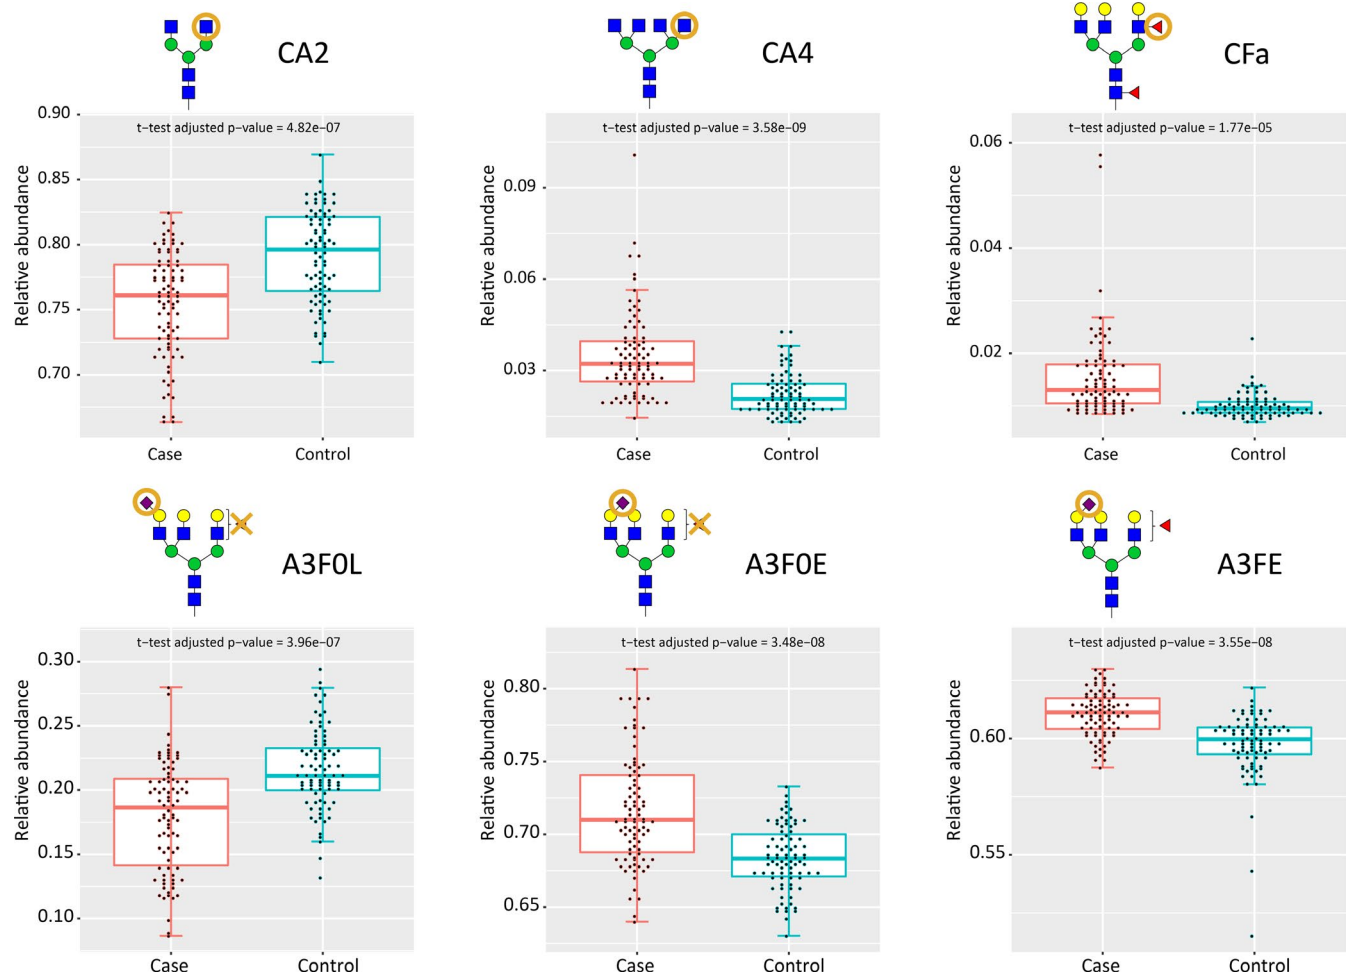 CA2
CA4
CFa
t-test adjusted p-value = 4.82e-07
t-test adjusted p-value = 3.58e-09
t-test adjusted p-value = 1.77e-05
Relative abundance
0.90
0.85
0.80
0.75
0.70
Case
Control
Relative abundance
0.09
0.06
0.03
Case
Control
Relative abundance
0.06
0.04
0.02
Case
Control
A3F0L
A3F0E
A3FE
t-test adjusted p-value = 3.96e-07
t-test adjusted p-value = 3.48e-08
t-test adjusted p-value = 3.55e-08
Relative abundance
0.30
0.25
0.20
0.15
0.10
Case
Control
Relative abundance
0.80
0.75
0.70
0.65
Case
Control
Relative abundance
0.60
0.55
Case
Control